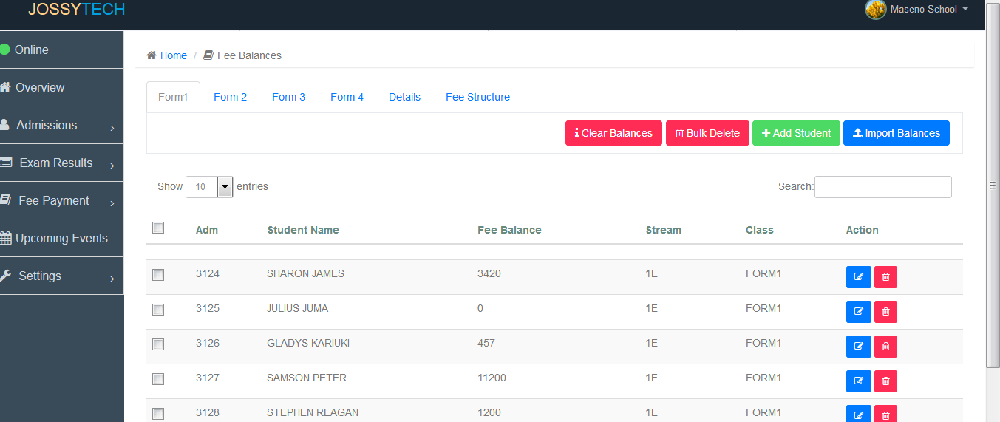 JOSSYTECH
Maseno School
Online
Overview
Admissions
Exam Results
Fee Payment
Upcoming Events
Settings
Home / Fee Balances
Form1 Form 2 Form 3 Form 4 Details Fee Structure
Clear Balances Bulk Delete Add Student Import Balances
Show 10 entries Search:
Adm Student Name Fee Balance Stream Class Action
3124 SHARON JAMES 3420 1E FORM1
3125 JULIUS JUMA 0 1E FORM1
3126 GLADYS KARIUKI 457 1E FORM1
3127 SAMSON PETER 11200 1E FORM1
3128 STEPHEN REAGAN 1200 1E FORM1